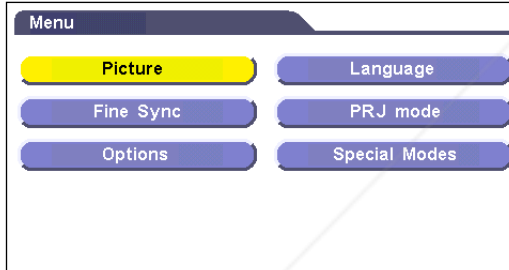 Menu
Picture
Language
Fine Sync
PRJ mode
Options
Special Modes